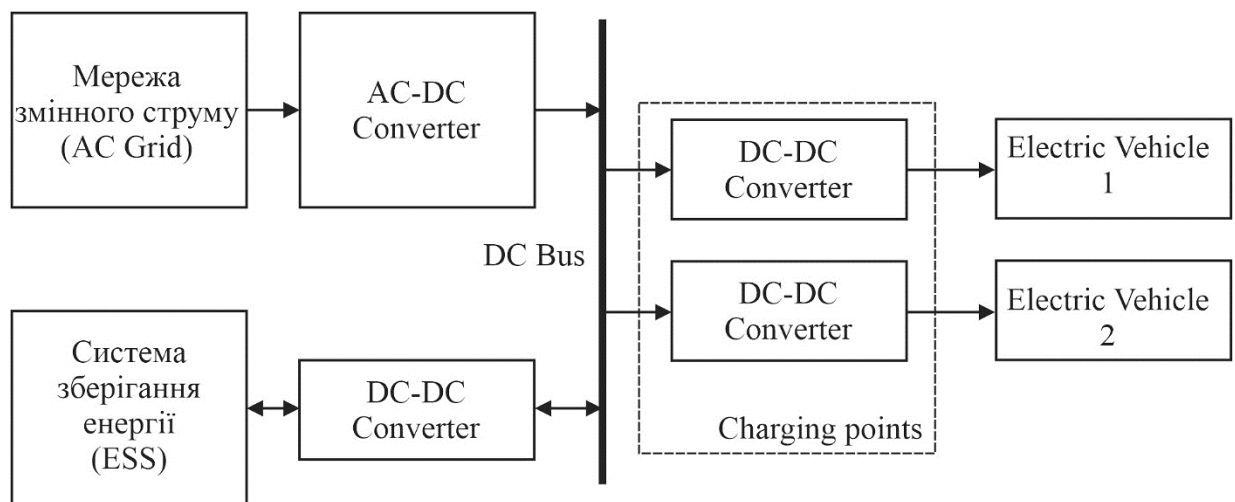 Мережа
змінного струму
(AC Grid)
AC-DC
Converter
DC-DC
Converter
Electric Vehicle
1
DC Bus
DC-DC
Converter
Electric Vehicle
2
Система
зберігання
енергії
(ESS)
DC-DC
Converter
Charging points